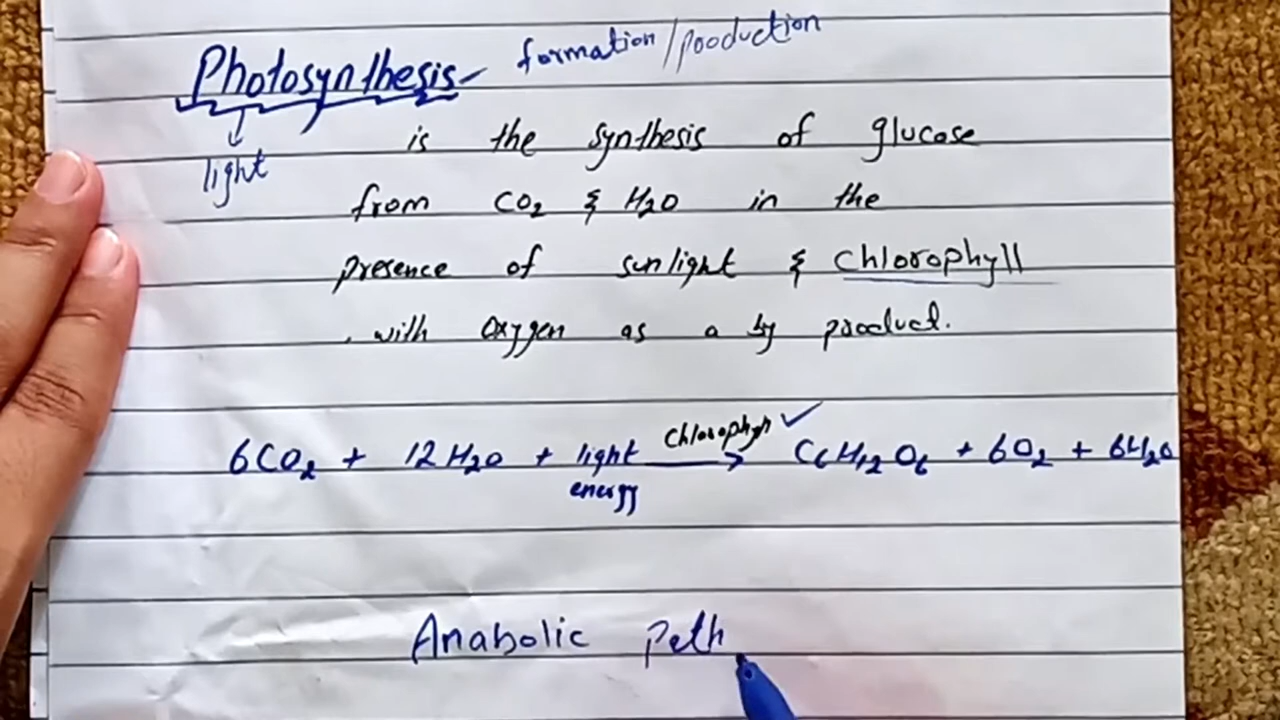 Photosynthesis- formation/production
light
is the synthesis of glucose
from CO2 & H2O in the
presence of sunlight & chlorophyll
. with oxygen as a by product.
chlorophyll ✓
6CO2 + 12H2O + light → C6H12O6 + 6O2 + 6H2O
energy
Anabolic Path